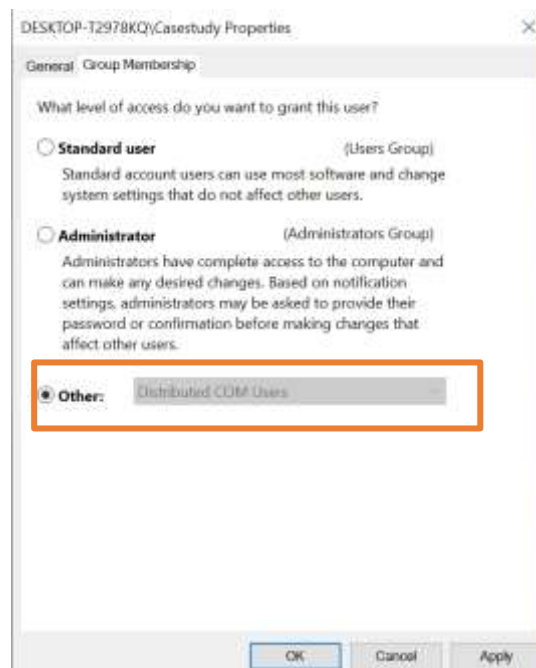 DESKTOP-T2978KQ\Casestudy Properties
General Group Membership
What level of access do you want to grant this user?
Standard user (Users Group)
Standard account users can use most software and change
system settings that do not affect other users.
Administrator (Administrators Group)
Administrators have complete access to the computer and
can make any desired changes. Based on notification
settings, administrators may be asked to provide their
password or confirmation before making changes that
affect other users.
Other: Distributed COM Users
OK Cancel Apply